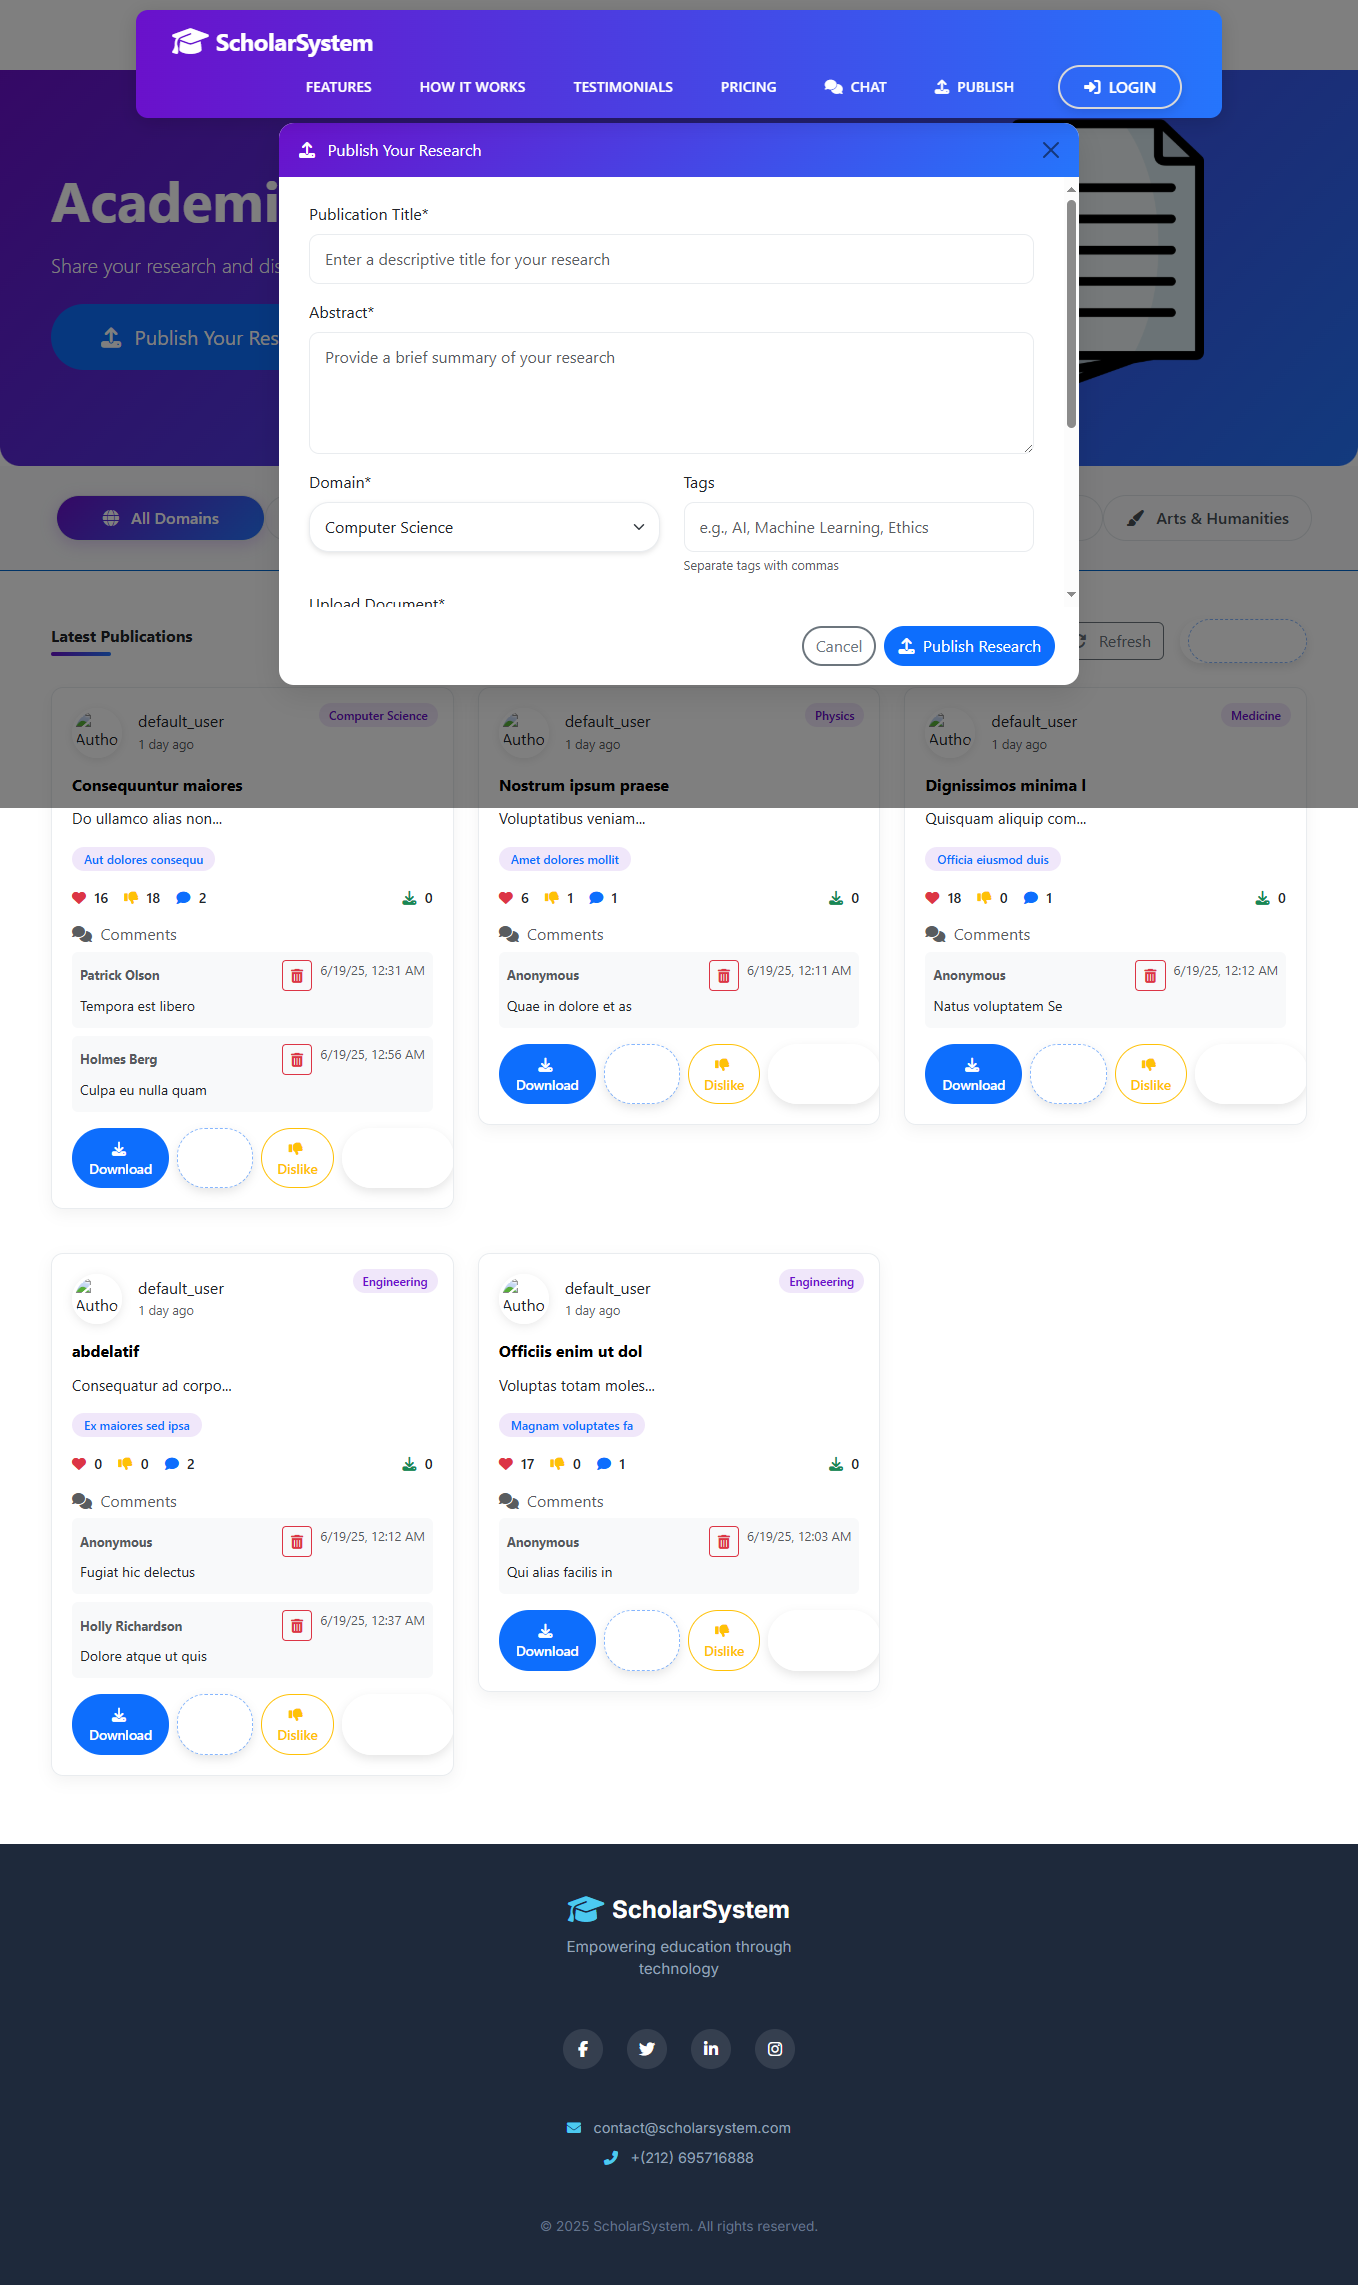 ScholarSystem
FEATURES HOW IT WORKS TESTIMONIALS PRICING CHAT PUBLISH LOGIN
Publish Your Research
Academi
Share your research and dis
Publish Your Res
Publication Title*
Enter a descriptive title for your research
Abstract*
Provide a brief summary of your research
Domain* Tags
Computer Science e.g., AI, Machine Learning, Ethics
Separate tags with commas
Upload Document*
Cancel Publish Research
All Domains Arts & Humanities
Latest Publications Refresh
default_user Computer Science
Autho 1 day ago
Consequuntur maiores
Do ullamco alias non...
Aut dolores consequu
16 18 2 0
Comments
Patrick Olson 6/19/25, 12:31 AM
Tempora est libero
Holmes Berg 6/19/25, 12:56 AM
Culpa eu nulla quam
Download Dislike
default_user Physics
Autho 1 day ago
Nostrum ipsum praese
Voluptatibus veniam...
Amet dolores mollit
6 1 1 0
Comments
Anonymous 6/19/25, 12:11 AM
Quae in dolore et as
Download Dislike
default_user Medicine
Autho 1 day ago
Dignissimos minima l
Quisquam aliquip com...
Officia eiusmod duis
18 0 1 0
Comments
Anonymous 6/19/25, 12:12 AM
Natus voluptatem Se
Download Dislike
default_user Engineering
Autho 1 day ago
abdelatif
Consequatur ad corpo...
Ex maiores sed ipsa
0 0 2 0
Comments
Anonymous 6/19/25, 12:12 AM
Fugiat hic delectus
Holly Richardson 6/19/25, 12:37 AM
Dolore atque ut quis
Download Dislike
default_user Engineering
Autho 1 day ago
Officiis enim ut dol
Voluptas totam moles...
Magnam voluptates fa
17 0 1 0
Comments
Anonymous 6/19/25, 12:03 AM
Qui alias facilis in
Download Dislike
ScholarSystem
Empowering education through
technology
contact@scholarsystem.com
+(212) 695716888
© 2025 ScholarSystem. All rights reserved.